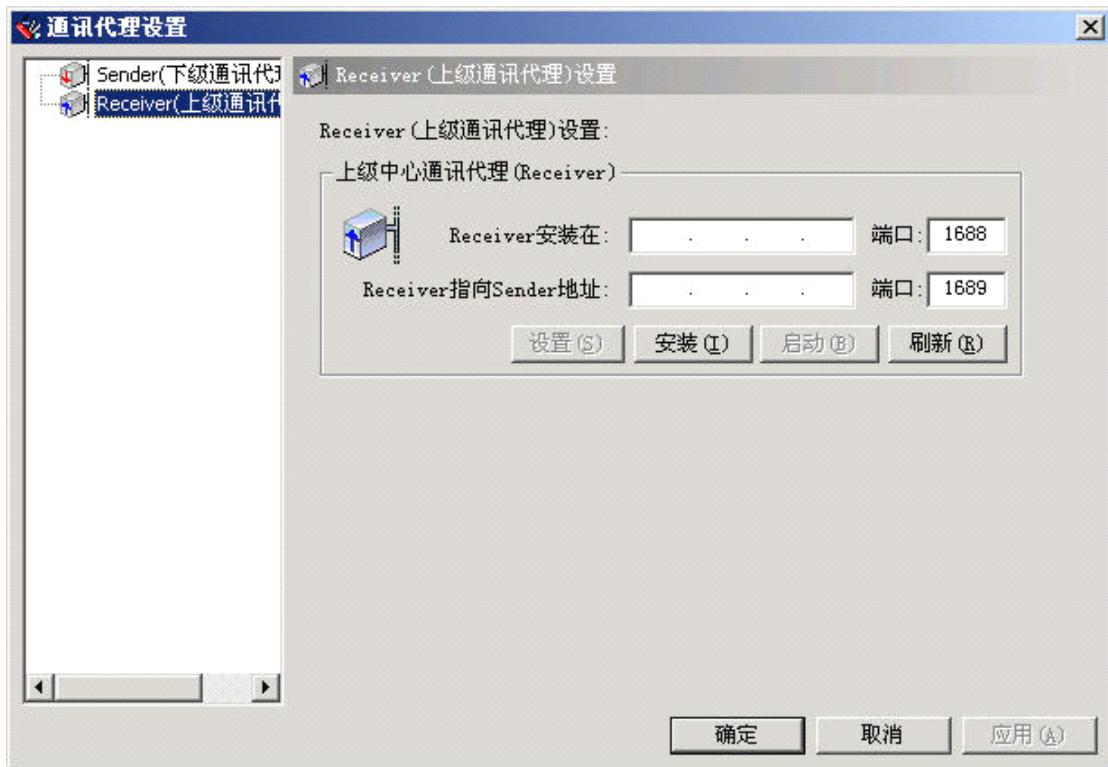 通讯代理设置
Sender(下级通讯代理
Receiver(上级通讯代
Receiver(上级通讯代理)设置
Receiver(上级通讯代理)设置:
上级中心通讯代理(Receiver)
Receiver安装在: . . . 端口: 1688
Receiver指向Sender地址: . . . 端口: 1689
设置(S) 安装(I) 启动(B) 刷新(R)
确定 取消 应用(A)